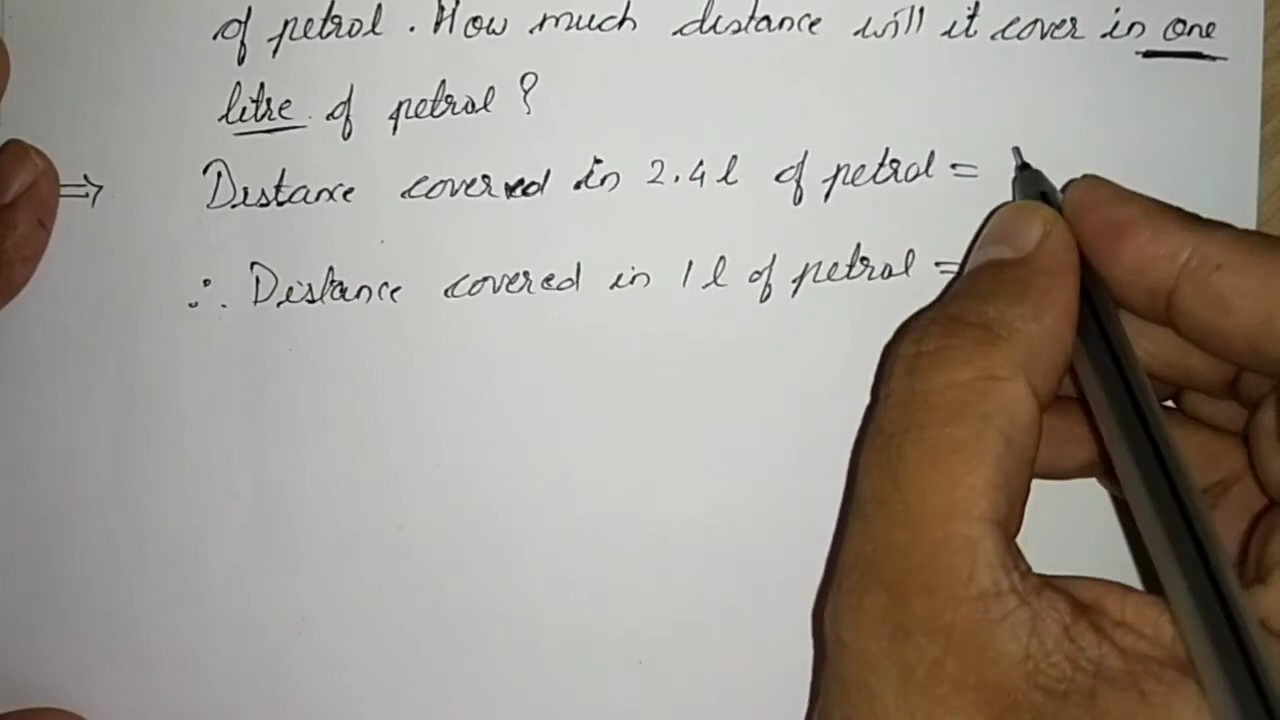 of petrol. How much distance will it cover in one
litre of petrol?
⇒ Distance covered in 2.4 l of petrol =
∴ Distance covered in 1 l of petrol =